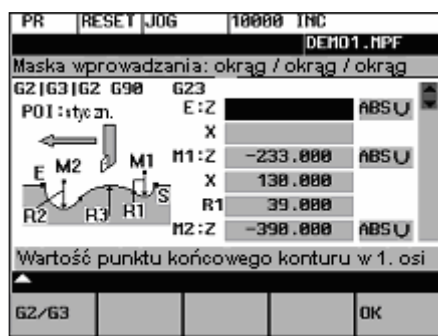 PR RESET JOG 10000 INC
DEMO1.MPF
Maska wprowadzania: okrąg / okrąg / okrąg
G2|G3|G2 G90 G23
POI:styczn. E:Z ABS
X
M1:Z -233.000 ABS
X 130.000
R1 39.000
M2:Z -390.000 ABS
E M2 M1 S
R2 R3 R1
Wartość punktu końcowego konturu w 1. osi
G2/G3 OK